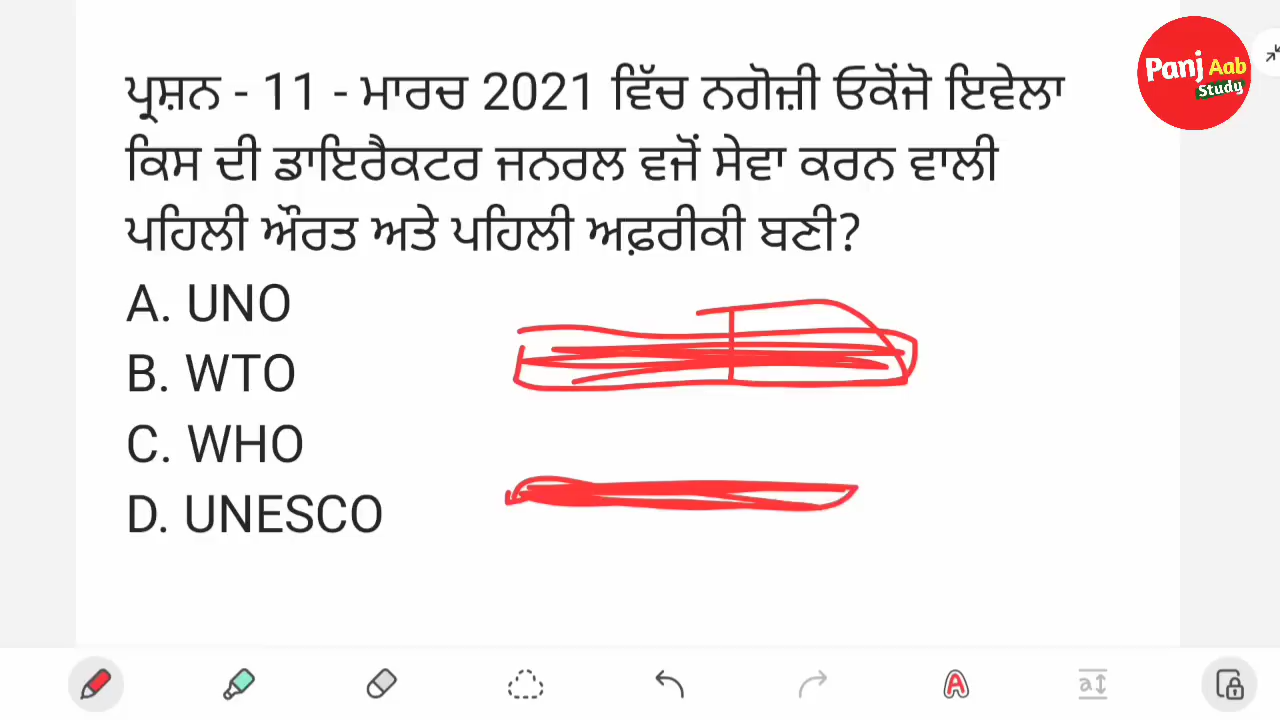 ਪ੍ਰਸ਼ਨ - 11 - ਮਾਰਚ 2021 ਵਿੱਚ ਨਗੋਜ਼ੀ ਓਕੋਂਜੋ ਇਵੇਲਾ
ਕਿਸ ਦੀ ਡਾਇਰੈਕਟਰ ਜਨਰਲ ਵਜੋਂ ਸੇਵਾ ਕਰਨ ਵਾਲੀ
ਪਹਿਲੀ ਔਰਤ ਅਤੇ ਪਹਿਲੀ ਅਫ਼ਰੀਕੀ ਬਣੀ?
A. UNO
B. WTO
C. WHO
D. UNESCO
Panj Aab
Study
A
a